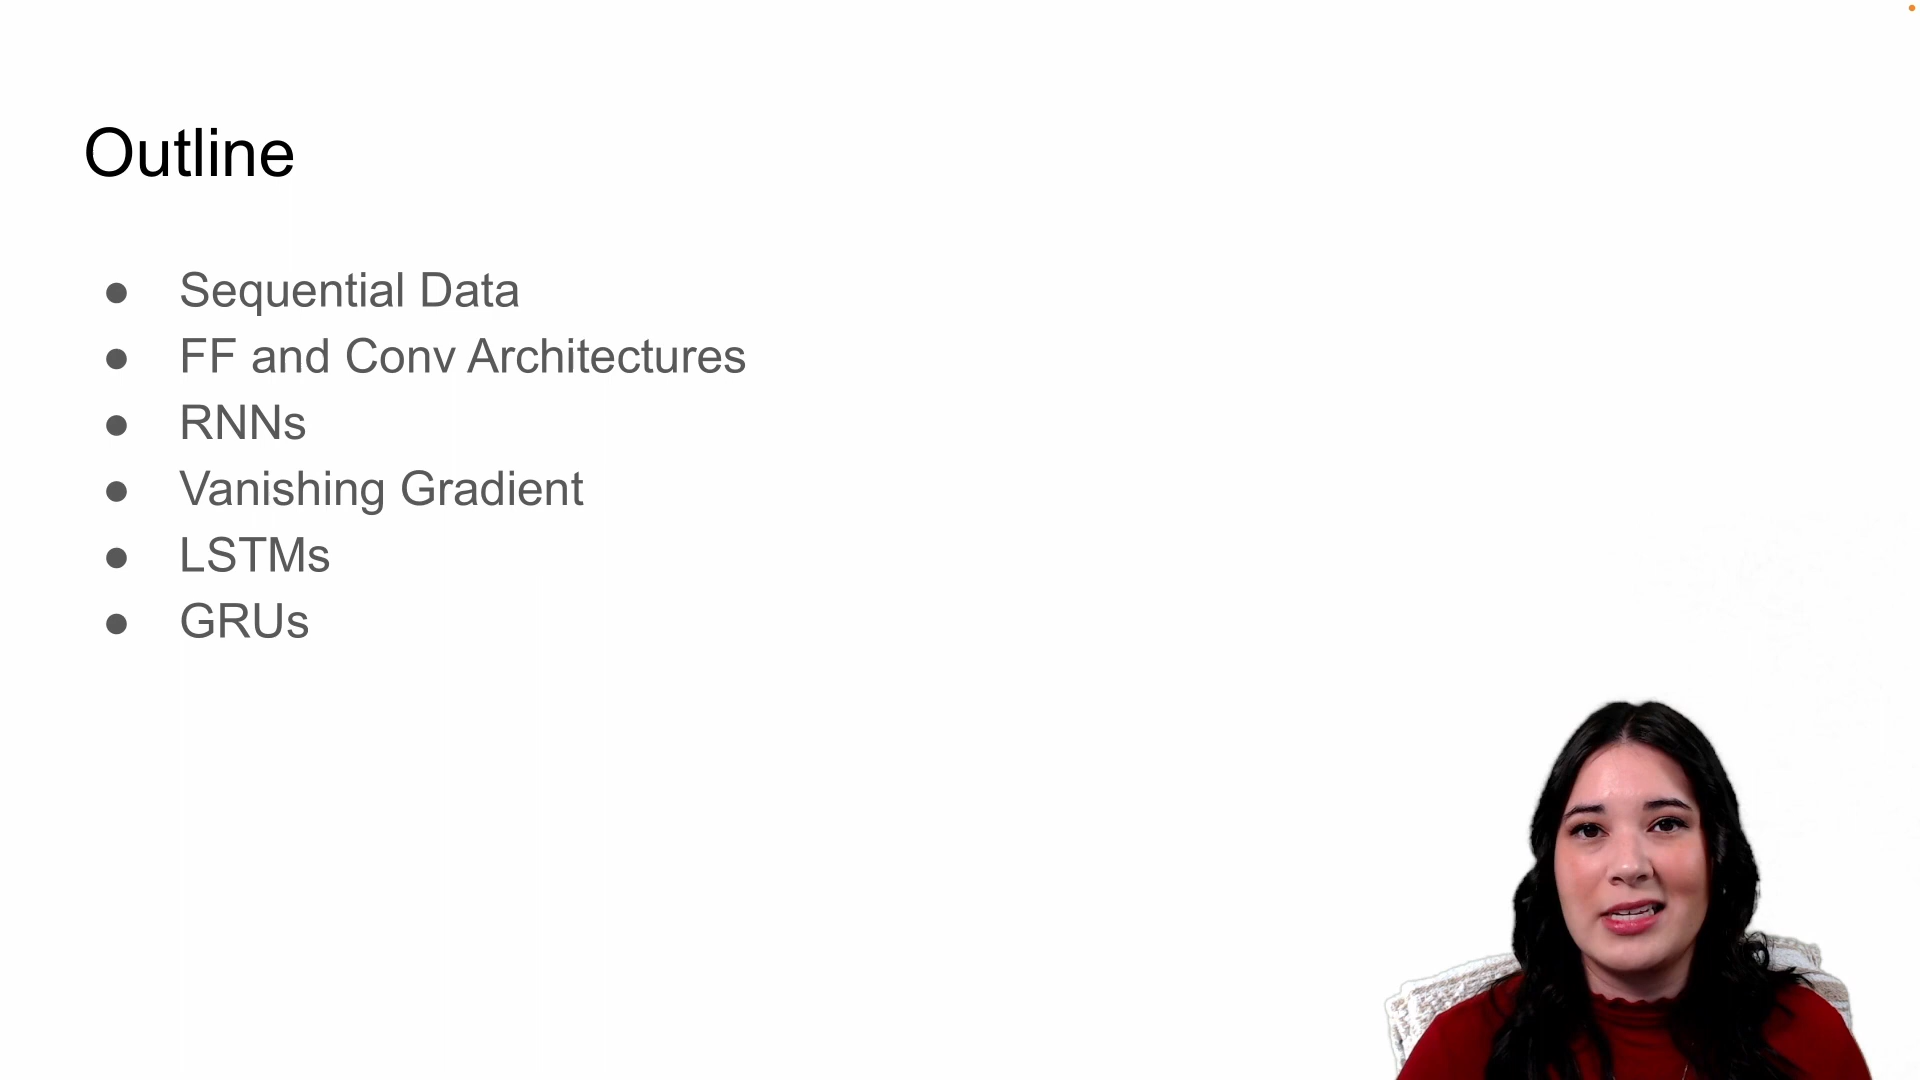 Outline
● Sequential Data
● FF and Conv Architectures
● RNNs
● Vanishing Gradient
● LSTMs
● GRUs